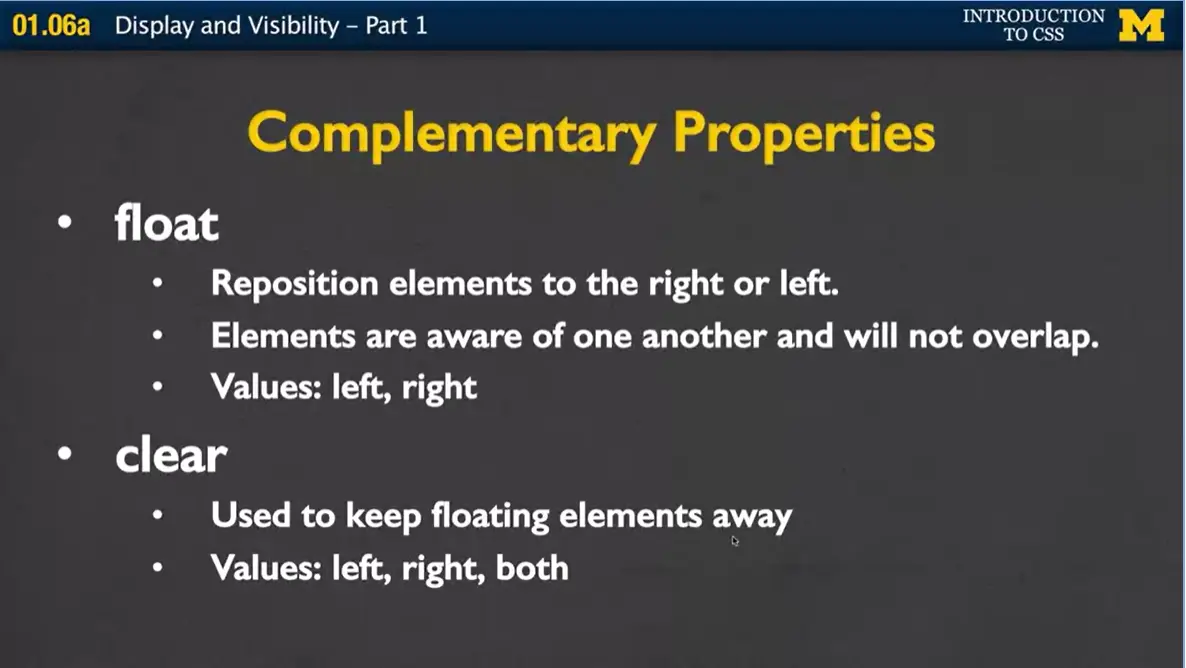 01.06a Display and Visibility – Part 1
INTRODUCTION
TO CSS
M
Complementary Properties
• float
• Reposition elements to the right or left.
• Elements are aware of one another and will not overlap.
• Values: left, right
• clear
• Used to keep floating elements away
• Values: left, right, both